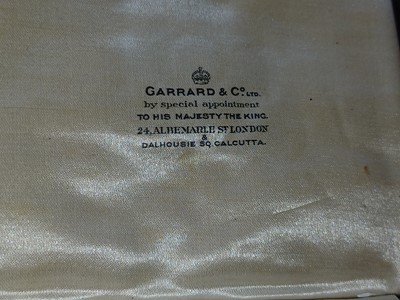 GARRARD & Co. LTD.
by special appointment
TO HIS MAJESTY THE KING.
24, ALBEMARLE ST LONDON
&
DALHOUSIE SQ. CALCUTTA.